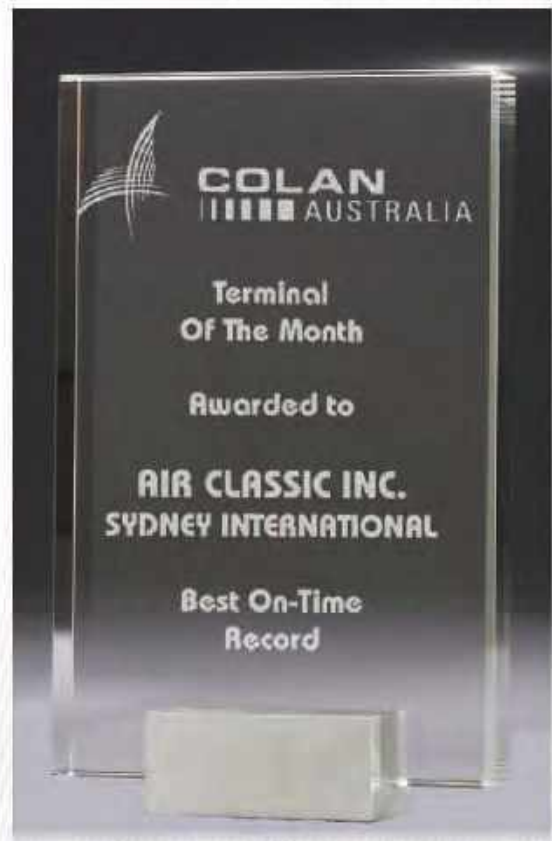 COLAN
AUSTRALIA
Terminal
Of The Month
Awarded to
AIR CLASSIC INC.
SYDNEY INTERNATIONAL
Best On-Time
Record